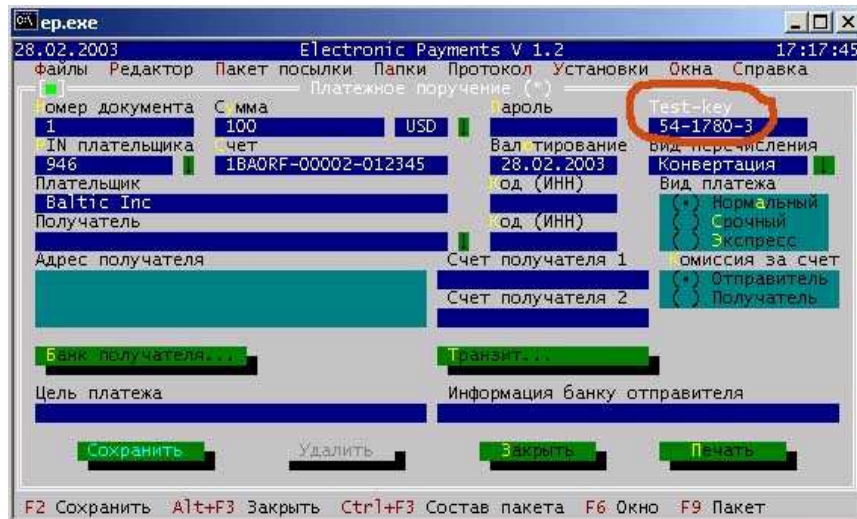 ep.exe
28.02.2003 Electronic Payments V 1.2 17:17:45
Файлы Редактор Пакет посылки Папки Протокол Установки Окна Справка
Платежное поручение (*)
Номер документа Сумма Пароль Test-key
1 100 USD 54-1780-3
PIN плательщика Счет Валютирование Вид перечисления
946 1BA0RF-00002-012345 28.02.2003 Конвертация
Плательщик Код (ИНН) Вид платежа
Baltic Inc (•) Нормальный
Получатель Код (ИНН) ( ) Срочный
( ) Экспресс
Адрес получателя Счет получателя 1 Комиссия за счет
(•) Отправитель
Счет получателя 2 ( ) Получатель
Банк получателя... Транзит...
Цель платежа Информация банку отправителя
Сохранить Удалить Закрыть Печать
F2 Сохранить Alt+F3 Закрыть Ctrl+F3 Состав пакета F6 Окно F9 Пакет